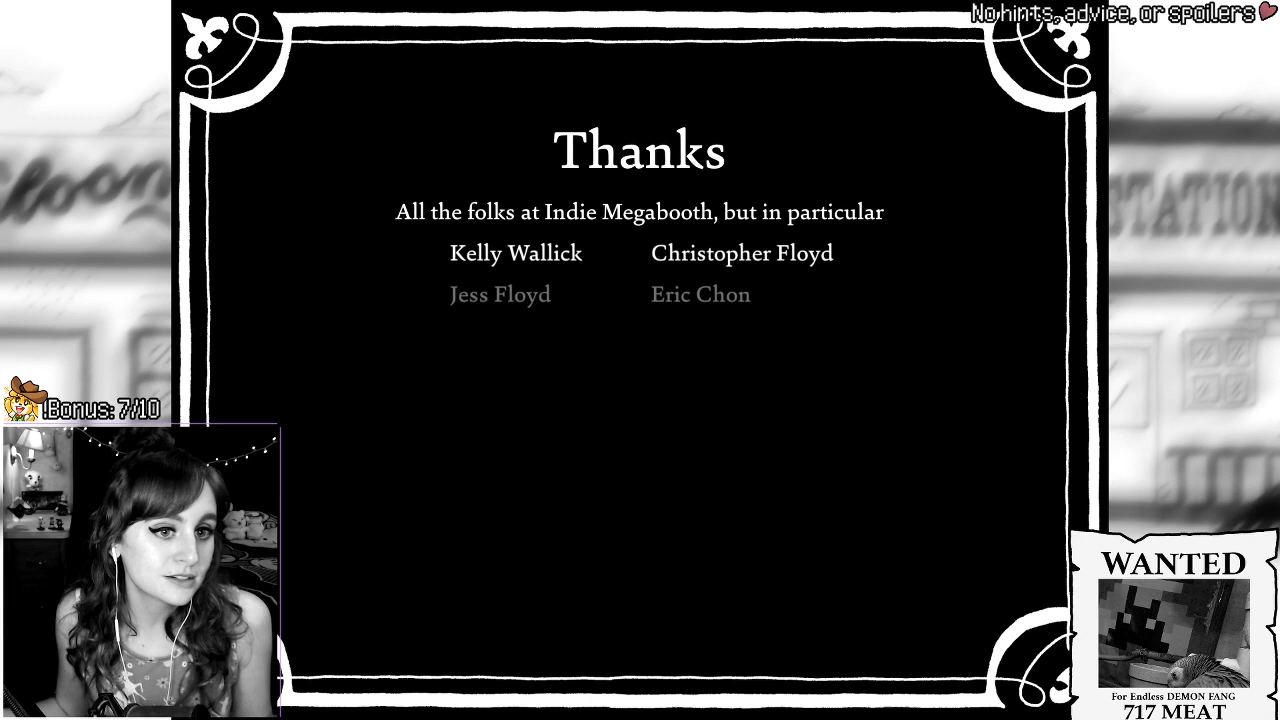 No hints, advice, or spoilers
Thanks
All the folks at Indie Megabooth, but in particular
Kelly Wallick Christopher Floyd
Jess Floyd Eric Chon
!Bonus: 7/10
WANTED
For Endless DEMON FANG
717 MEAT